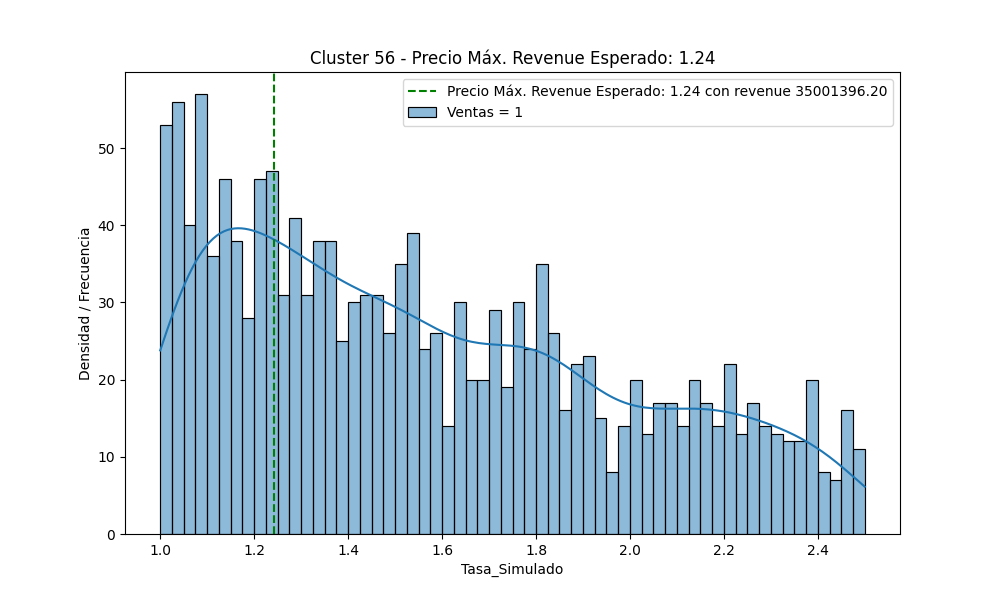 Cluster 56 - Precio Máx. Revenue Esperado: 1.24
Precio Máx. Revenue Esperado: 1.24 con revenue 35001396.20
Ventas = 1
Densidad / Frecuencia
50
40
30
20
10
0
1.0 1.2 1.4 1.6 1.8 2.0 2.2 2.4
Tasa_Simulado